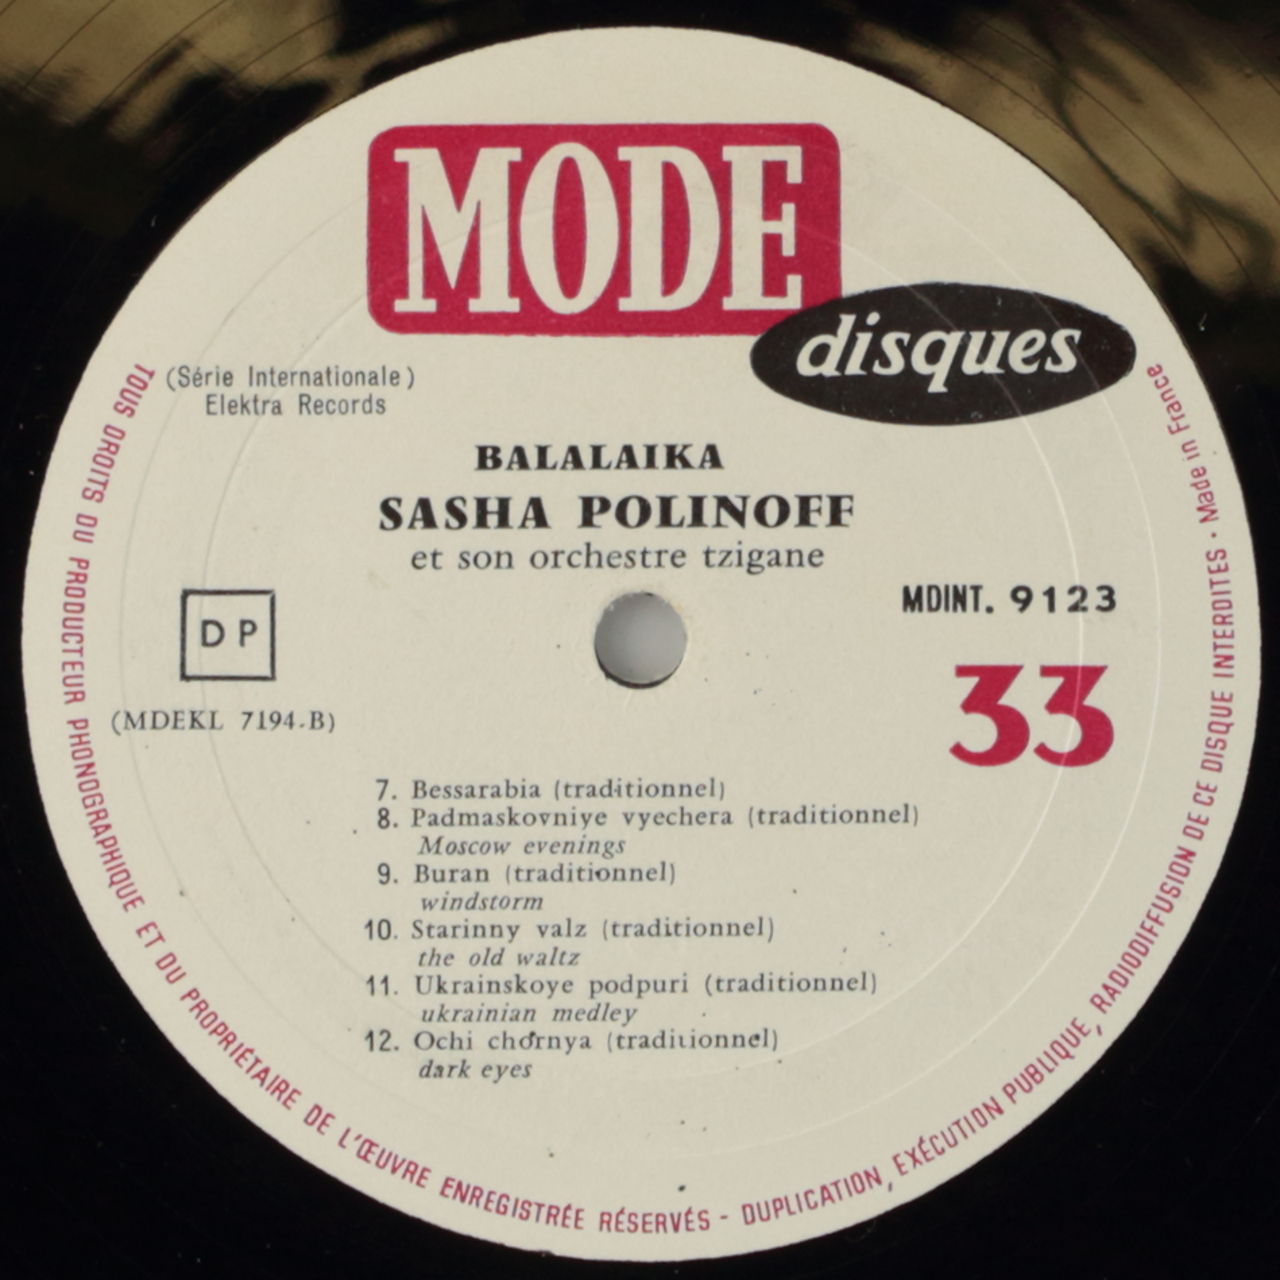 MODE
disques
(Série Internationale)
Elektra Records
BALALAIKA
SASHA POLINOFF
et son orchestre tzigane
DP
MDINT. 9123
33
(MDEKL 7194-B)
7. Bessarabia (traditionnel)
8. Padmaskovniye vyechera (traditionnel)
Moscow evenings
9. Buran (traditionnel)
windstorm
10. Starinny valz (traditionnel)
the old waltz
11. Ukrainskoye podpuri (traditionnel)
ukrainian medley
12. Ochi chornya (traditionnel)
dark eyes
TOUS DROITS DU PRODUCTEUR PHONOGRAPHIQUE ET DU PROPRIÉTAIRE DE L'ŒUVRE ENREGISTRÉE RÉSERVÉS - DUPLICATION, EXÉCUTION PUBLIQUE, RADIODIFFUSION DE CE DISQUE INTERDITES · Made in France